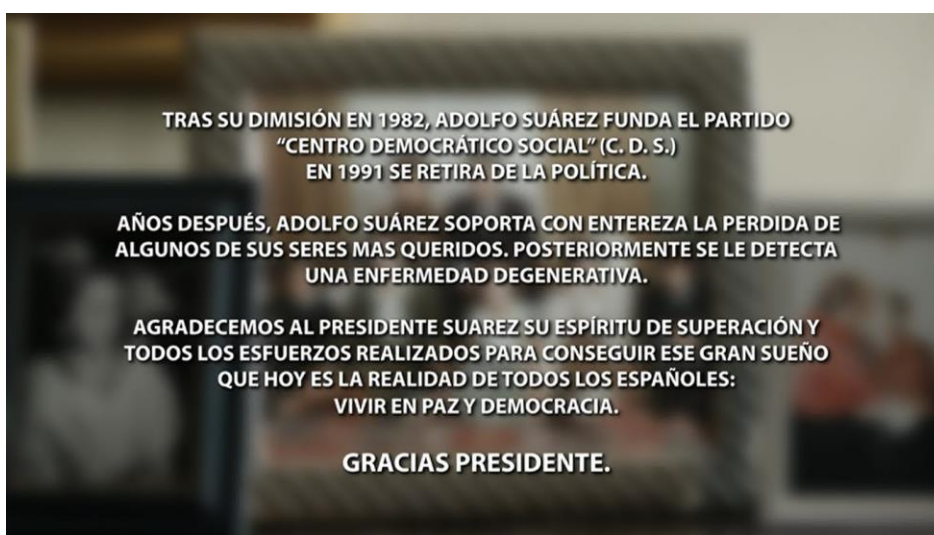 TRAS SU DIMISIÓN EN 1982, ADOLFO SUÁREZ FUNDA EL PARTIDO
“CENTRO DEMOCRÁTICO SOCIAL” (C. D. S.)
EN 1991 SE RETIRA DE LA POLÍTICA.
AÑOS DESPUÉS, ADOLFO SUÁREZ SOPORTA CON ENTEREZA LA PERDIDA DE
ALGUNOS DE SUS SERES MAS QUERIDOS. POSTERIORMENTE SE LE DETECTA
UNA ENFERMEDAD DEGENERATIVA.
AGRADECEMOS AL PRESIDENTE SUAREZ SU ESPÍRITU DE SUPERACIÓN Y
TODOS LOS ESFUERZOS REALIZADOS PARA CONSEGUIR ESE GRAN SUEÑO
QUE HOY ES LA REALIDAD DE TODOS LOS ESPAÑOLES:
VIVIR EN PAZ Y DEMOCRACIA.
GRACIAS PRESIDENTE.